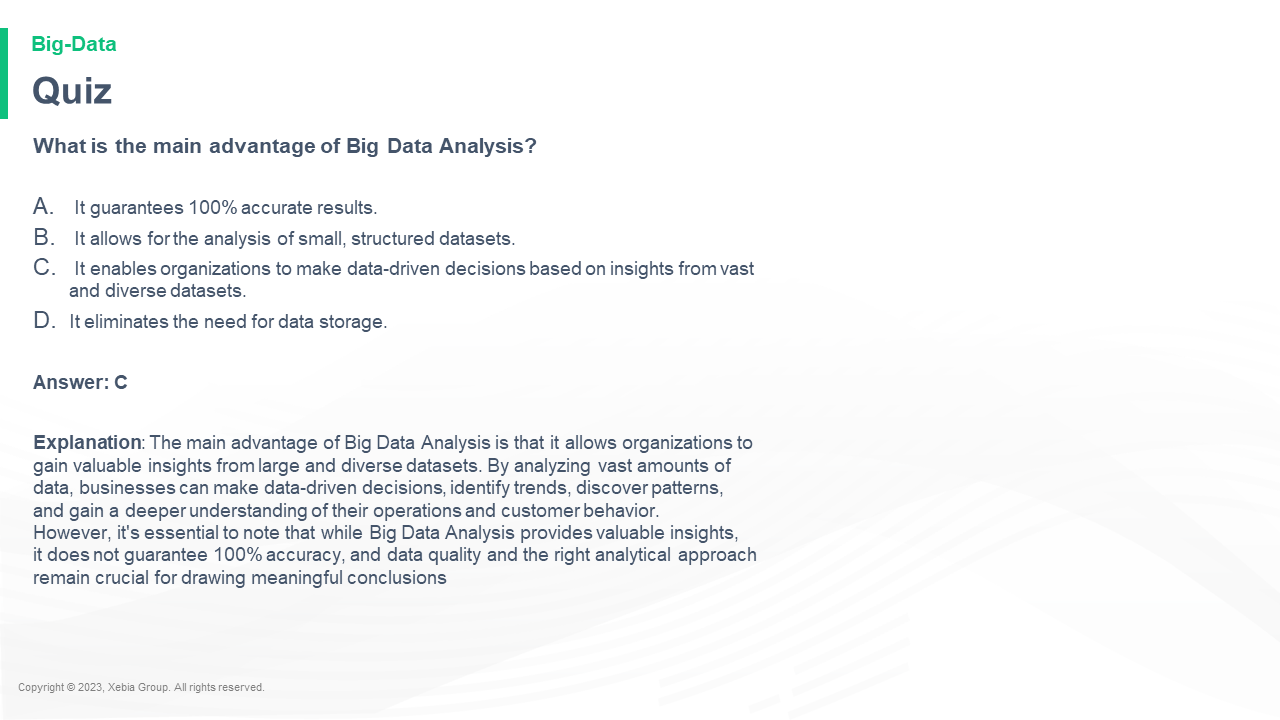 Big-Data
Quiz
What is the main advantage of Big Data Analysis?
A. It guarantees 100% accurate results.
B. It allows for the analysis of small, structured datasets.
C. It enables organizations to make data-driven decisions based on insights from vast
and diverse datasets.
D. It eliminates the need for data storage.
Answer: C
Explanation: The main advantage of Big Data Analysis is that it allows organizations to
gain valuable insights from large and diverse datasets. By analyzing vast amounts of
data, businesses can make data-driven decisions, identify trends, discover patterns,
and gain a deeper understanding of their operations and customer behavior.
However, it's essential to note that while Big Data Analysis provides valuable insights,
it does not guarantee 100% accuracy, and data quality and the right analytical approach
remain crucial for drawing meaningful conclusions
Copyright © 2023, Xebia Group. All rights reserved.